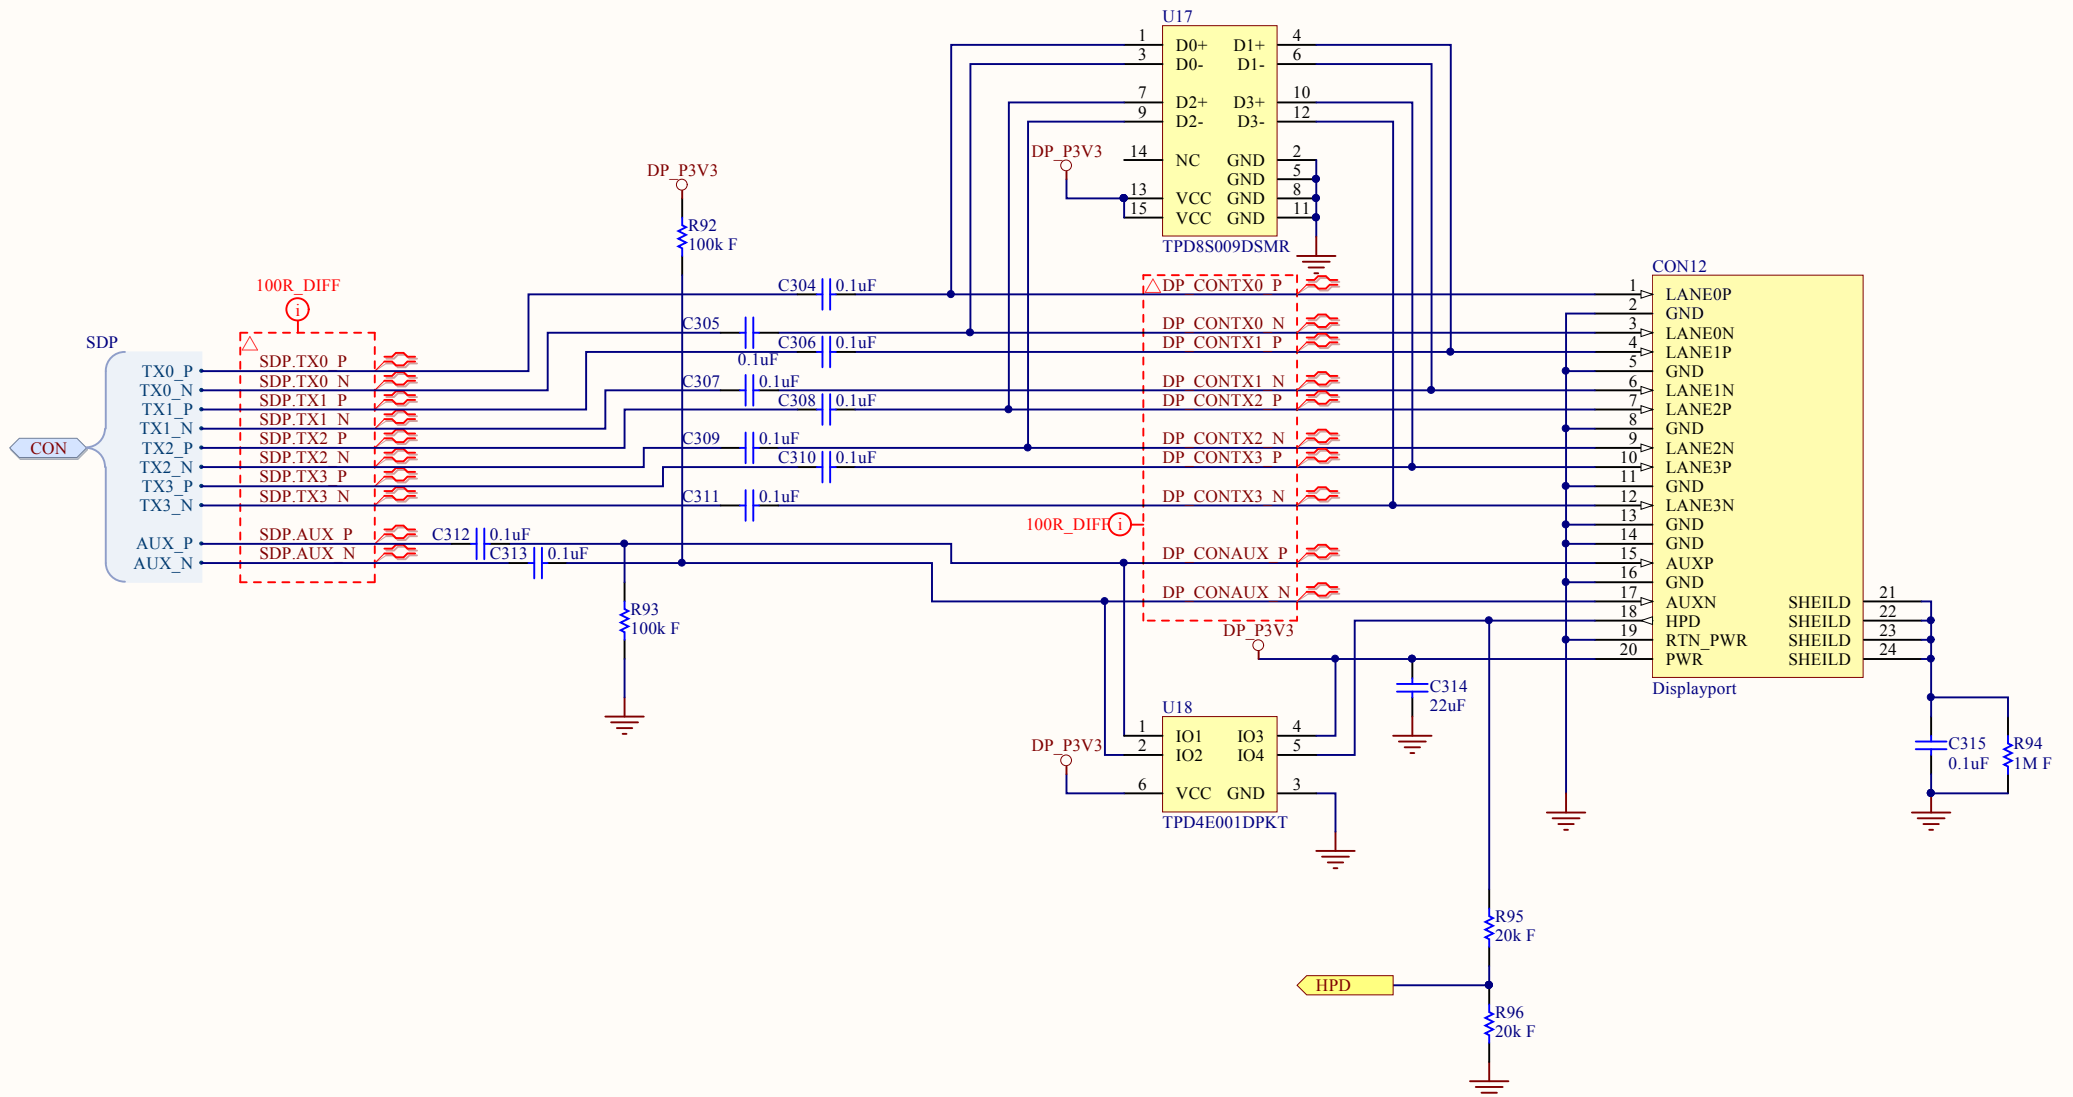 U17
1 D0+ D1+ 4
3 D0- D1- 6
7 D2+ D3+ 10
9 D2- D3- 12
DP_P3V3
14 NC GND 2
GND 5
13 VCC GND 8
15 VCC GND 11
TPD8S009DSMR
DP_P3V3
R92
100k F
100R_DIFF
i
SDP
CON
TX0_P SDP.TX0_P
TX0_N SDP.TX0_N
TX1_P SDP.TX1_P
TX1_N SDP.TX1_N
TX2_P SDP.TX2_P
TX2_N SDP.TX2_N
TX3_P SDP.TX3_P
TX3_N SDP.TX3_N
AUX_P SDP.AUX_P
AUX_N SDP.AUX_N
C304 0.1uF
C305 0.1uF
C306 0.1uF
C307 0.1uF
C308 0.1uF
C309 0.1uF
C310 0.1uF
C311 0.1uF
C312 0.1uF
C313 0.1uF
R93
100k F
DP_CONTX0_P
DP_CONTX0_N
DP_CONTX1_P
DP_CONTX1_N
DP_CONTX2_P
DP_CONTX2_N
DP_CONTX3_P
DP_CONTX3_N
100R_DIFF i
DP_CONAUX_P
DP_CONAUX_N
DP_P3V3
CON12
1 LANE0P
2 GND
3 LANE0N
4 LANE1P
5 GND
6 LANE1N
7 LANE2P
8 GND
9 LANE2N
10 LANE3P
11 GND
12 LANE3N
13 GND
14 GND
15 AUXP
16 GND
17 AUXN SHEILD 21
18 HPD SHEILD 22
19 RTN_PWR SHEILD 23
20 PWR SHEILD 24
Displayport
C314
22uF
U18
1 IO1 IO3 4
2 IO2 IO4 5
DP_P3V3
6 VCC GND 3
TPD4E001DPKT
C315
0.1uF
R94
1M F
R95
20k F
HPD
R96
20k F